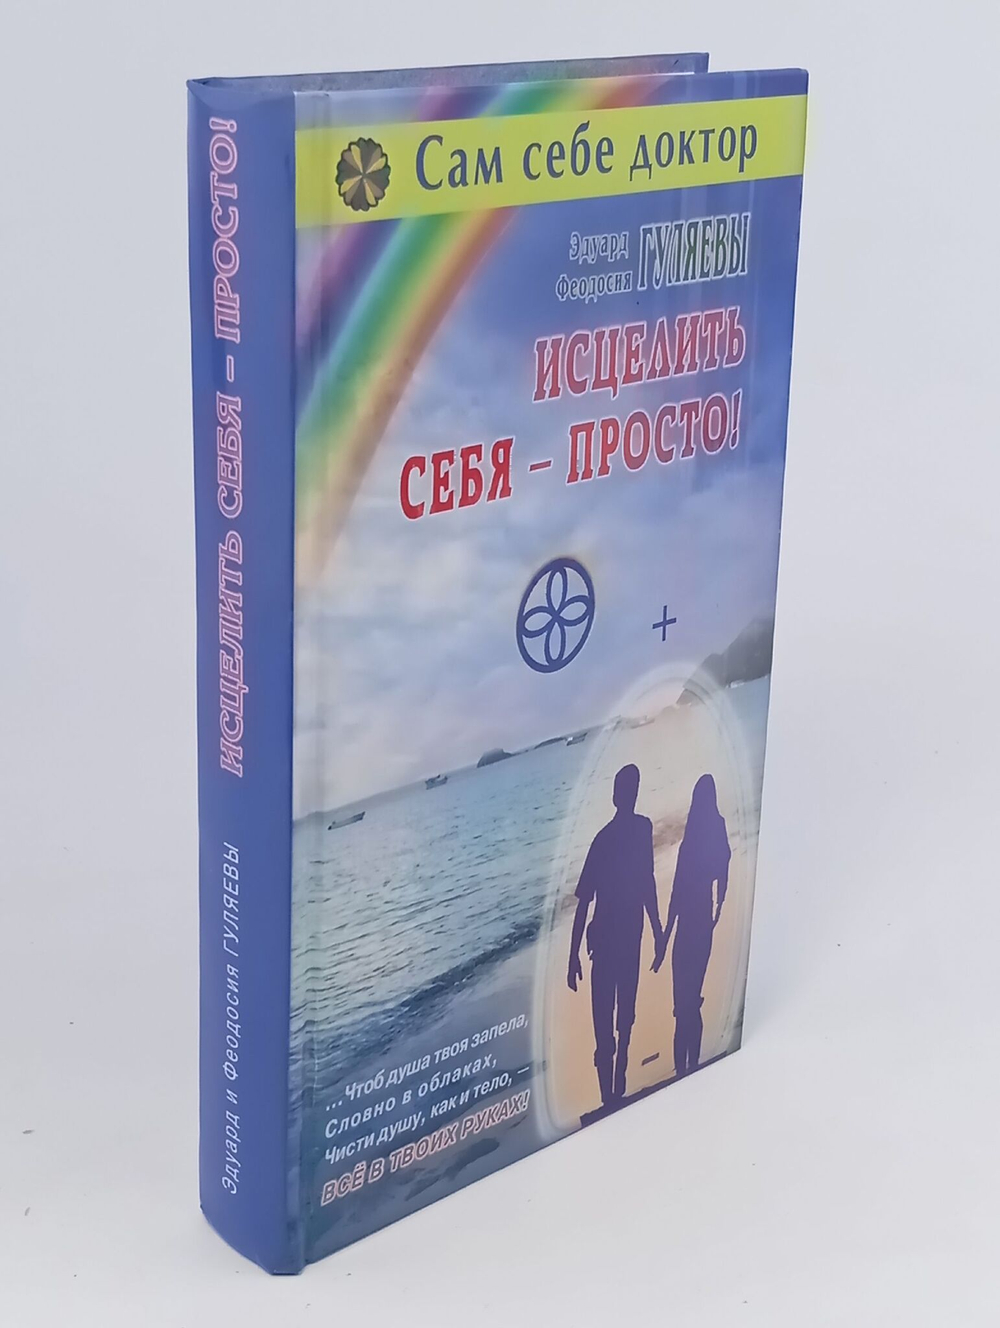 Сам себе доктор
Эдуард
Феодосия ГУЛЯЕВЫ
ИСЦЕЛИТЬ
СЕБЯ – ПРОСТО!
+
–
...Чтоб душа твоя запела,
Словно в облаках,
Чисти душу, как и тело, –
ВСЁ В ТВОИХ РУКАХ!
Эдуард и Феодосия ГУЛЯЕВЫ ИСЦЕЛИТЬ СЕБЯ – ПРОСТО!